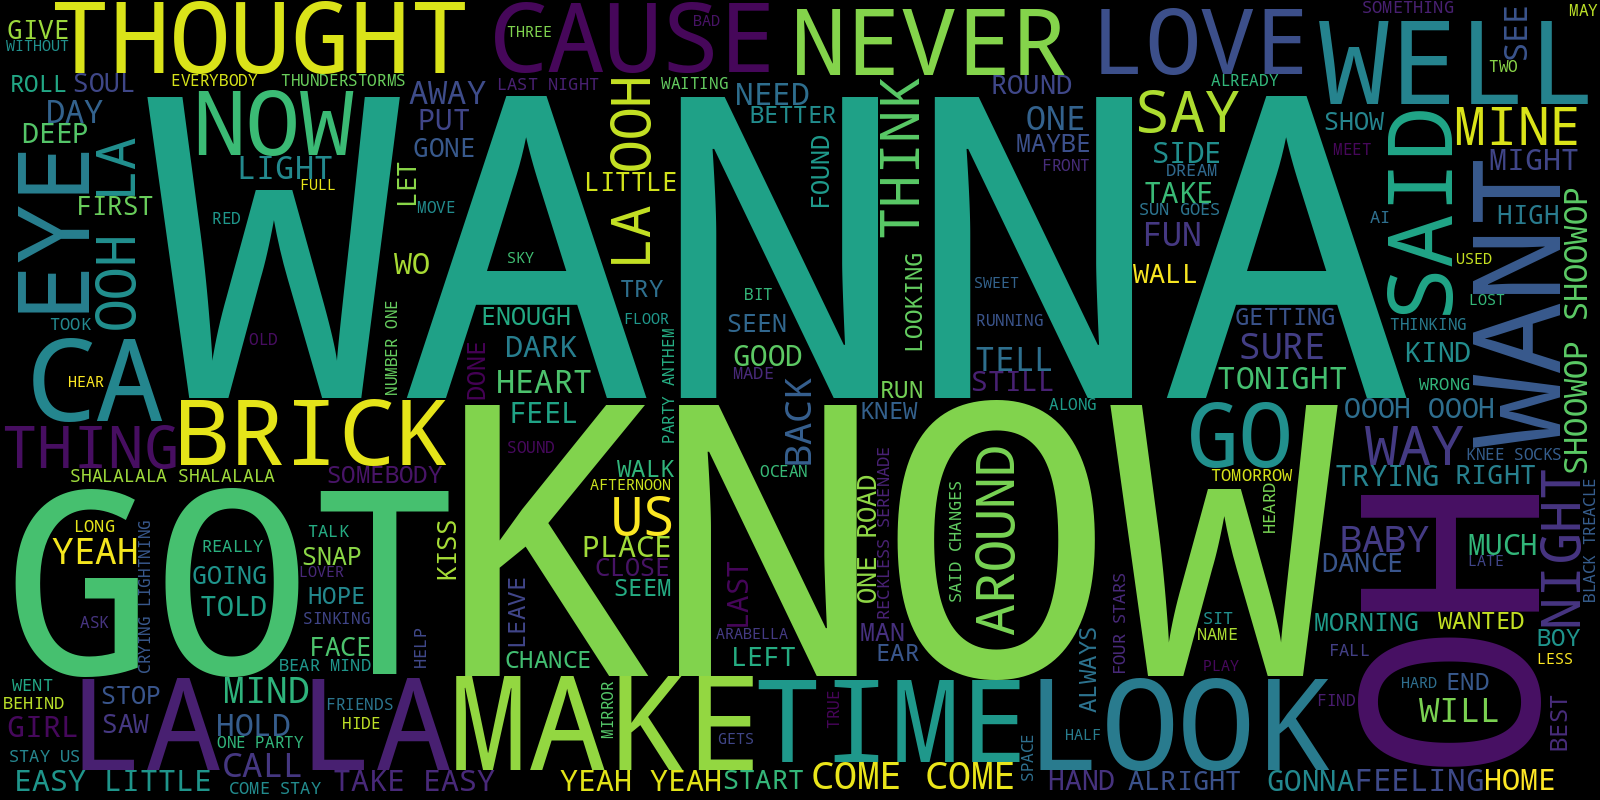 THOUGHT
CAUSE
NEVER
LOVE
WELL
GIVE
WITHOUT
THREE
BAD
SOMETHING
SEE
MAY
TWO
ROLL
SOUL
EVERYBODY
THUNDERSTORMS
LAST NIGHT
WAITING
ROUND
ALREADY
DAY
DEEP
NOW
AWAY
PUT
GONE
LA OOH
NEED
BETTER
THINK
ONE
MAYBE
FRONT
SAY
SHOW
MEET
SAID
MINE
MIGHT
EYE
OOH LA
FIRST
LIGHT
FULL
RED
LET
MOVE
LITTLE
FOUND
SIDE
DREAM
TAKE
SUN GOES
FUN
AI
WANT
HIGH
SHOOWOP SHOOWOP
WANNA
WO
SKY
WALL
USED
TOOK
OLD
NUMBER ONE
ENOUGH
TRY
FLOOR
BIT
SEEN
LOOKING
SWEET
RUNNING
GETTING
THINKING
LOST
CA
HEAR
DONE
DARK
HEART
PARTY ANTHEM
GOOD
MADE
TELL
STILL
SURE
TONIGHT
KIND
WRONG
BRICK
THING
FEEL
BACK
RUN
KNEW
ALONG
GO
OOOH OOOH
WAY
KNEE SOCKS
SHALALALA SHALALALA
SOMEBODY
SOUND
WALK
AFTERNOON
OCEAN
TOMORROW
TRYING
RIGHT
GOT
KNOW
LONG
YEAH
CRYING LIGHTNING
REALLY
GOING
TOLD
TALK
SNAP
LOVER
HOPE
SINKING
KISS
US
PLACE
CLOSE
SEEM
LAST
ONE ROAD
RECKLESS SERENADE
SAID CHANGES
AROUND
HEARD
BABY
DANCE
OH
MUCH
LATE
NIGHT
BLACK TREACLE
ASK
FACE
BEAR MIND
HELP
LEAVE
CHANCE
ARABELLA
LEFT
MAN
EAR
ALWAYS
FOUR STARS
SIT
NAME
PLAY
MORNING
FALL
WANTED
BOY
LESS
WENT
BEHIND
GIRL
LA LA
STOP
SAW
MIND
HOLD
ONE PARTY
FRIENDS
HIDE
MAKE
MIRROR
GETS
TIME
TRUE
LOOK
HALF
FIND
HARD
END
WILL
BEST
STAY US
EASY LITTLE
CALL
COME STAY
TAKE EASY
YEAH YEAH
START
COME COME
SPACE
HAND
ALRIGHT
GONNA
FEELING
HOME